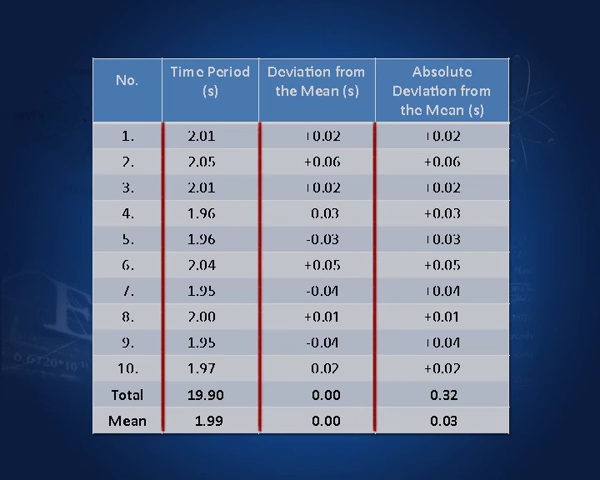 No. Time Period (s) Deviation from the Mean (s) Absolute Deviation from the Mean (s)
1. 2.01 +0.02 +0.02
2. 2.05 +0.06 +0.06
3. 2.01 +0.02 +0.02
4. 1.96 -0.03 +0.03
5. 1.96 -0.03 +0.03
6. 2.04 +0.05 +0.05
7. 1.95 -0.04 +0.04
8. 2.00 +0.01 +0.01
9. 1.95 -0.04 +0.04
10. 1.97 -0.02 +0.02
Total 19.90 0.00 0.32
Mean 1.99 0.00 0.03